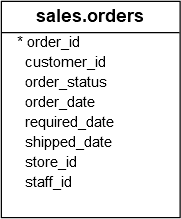 sales.orders
* order_id
customer_id
order_status
order_date
required_date
shipped_date
store_id
staff_id